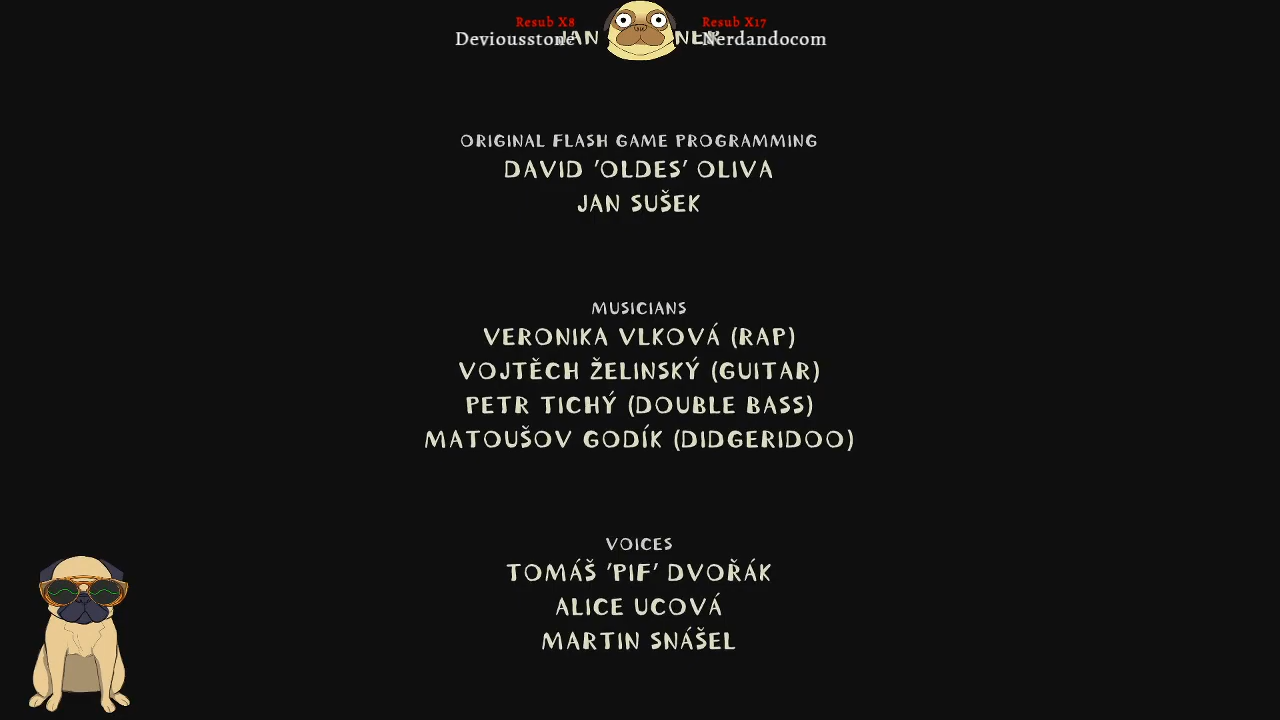 Resub X8
Resub X17
Deviousstone
Nerdandocom
JAN
ORIGINAL FLASH GAME PROGRAMMING
DAVID 'OLDES' OLIVA
JAN SUŠEK
MUSICIANS
VERONIKA VLKOVÁ (RAP)
VOJTĚCH ŽELINSKÝ (GUITAR)
PETR TICHÝ (DOUBLE BASS)
MATOUŠOV GODÍK (DIDGERIDOO)
VOICES
TOMÁŠ 'PIF' DVOŘÁK
ALICE UCOVÁ
MARTIN SNÁŠEL